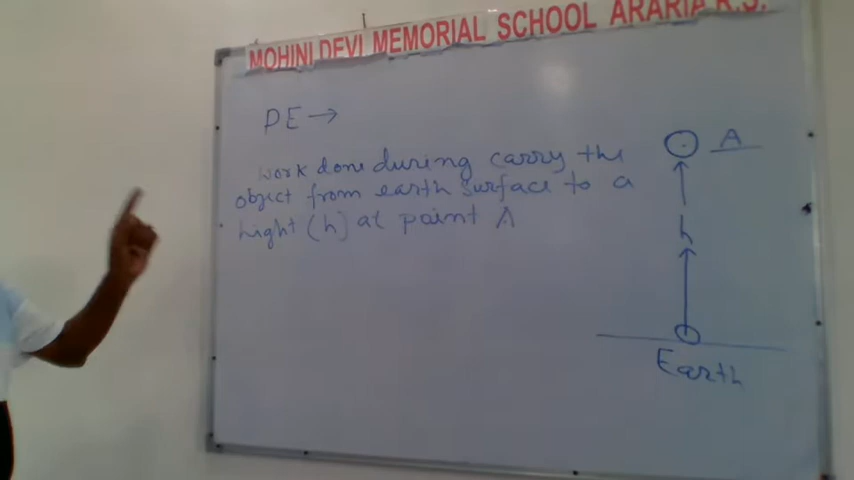 MOHINI DEVI MEMORIAL SCHOOL ARARIA R.S.
PE →
work done during carry the
object from earth surface to a
hight (h) at point A
A
h
Earth